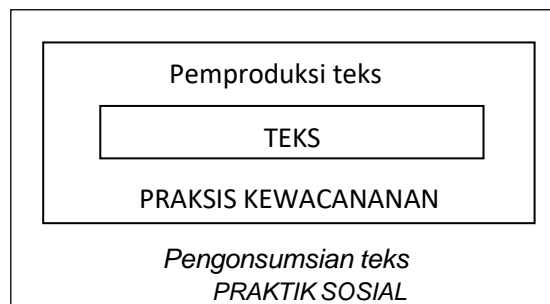 Pemproduksi teks
TEKS
PRAKSIS KEWACANANAN
Pengonsumsian teks
PRAKTIK SOSIAL